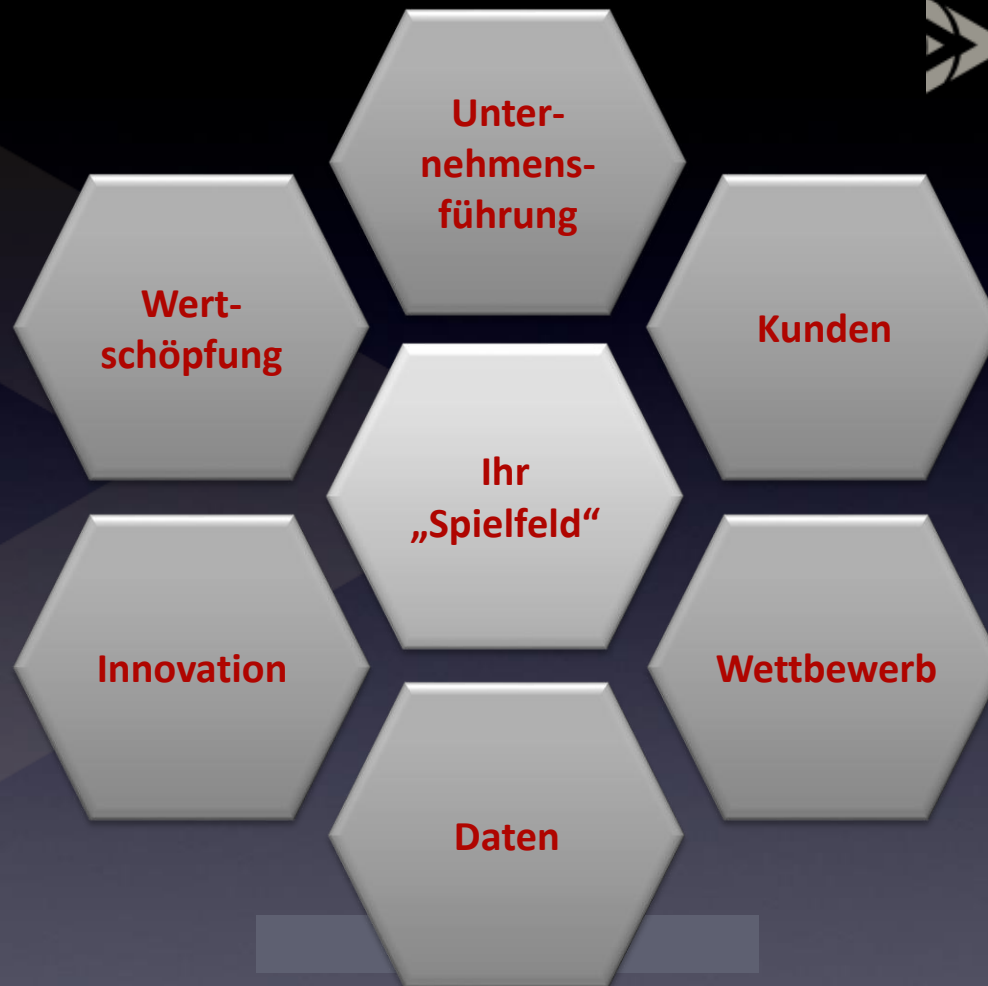 Unter-
nehmens-
führung
Wert-
schöpfung
Kunden
Ihr
„Spielfeld“
Innovation
Wettbewerb
Daten